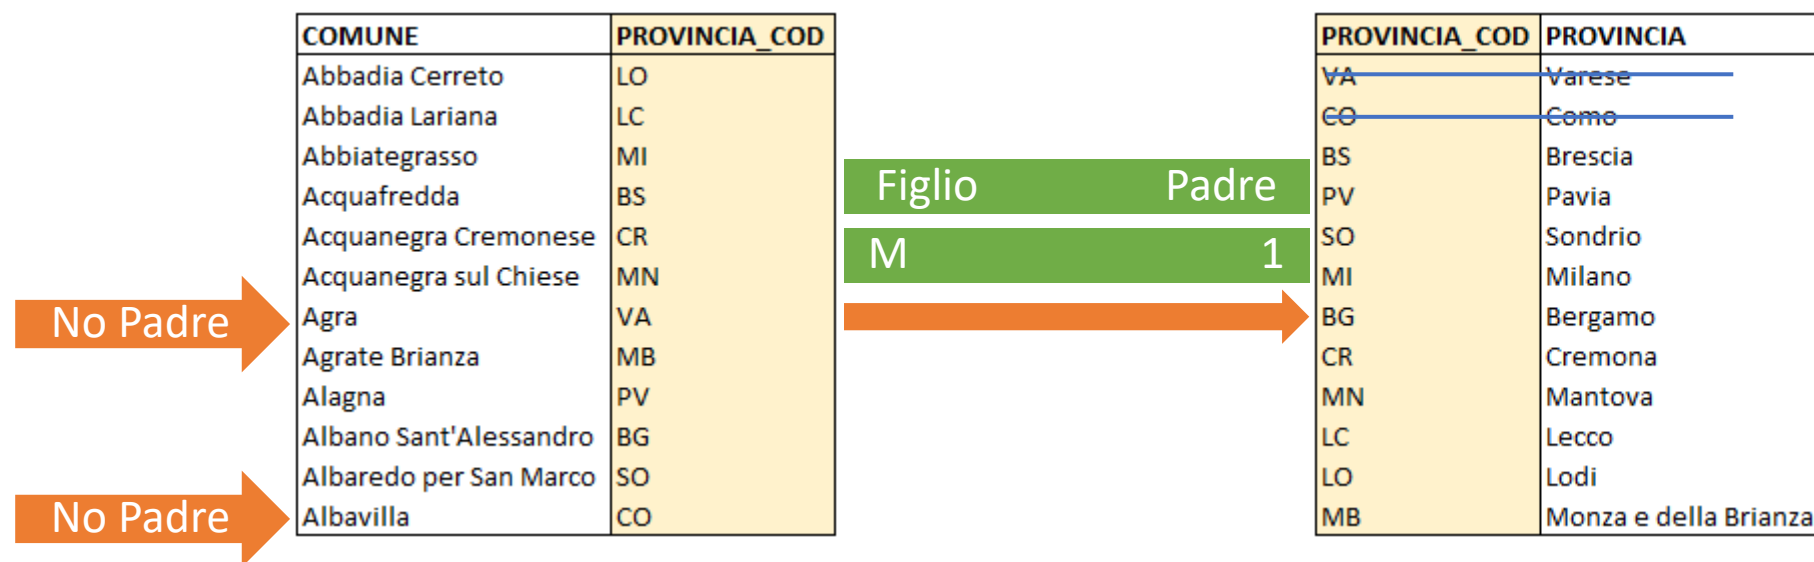 COMUNE PROVINCIA_COD
Abbadia Cerreto LO
Abbadia Lariana LC
Abbiategrasso MI
Acquafredda BS
Acquanegra Cremonese CR
Acquanegra sul Chiese MN
Agra VA
Agrate Brianza MB
Alagna PV
Albano Sant'Alessandro BG
Albaredo per San Marco SO
Albavilla CO
No Padre
No Padre
Figlio Padre
M 1
PROVINCIA_COD PROVINCIA
VA Varese
CO Como
BS Brescia
PV Pavia
SO Sondrio
MI Milano
BG Bergamo
CR Cremona
MN Mantova
LC Lecco
LO Lodi
MB Monza e della Brianza